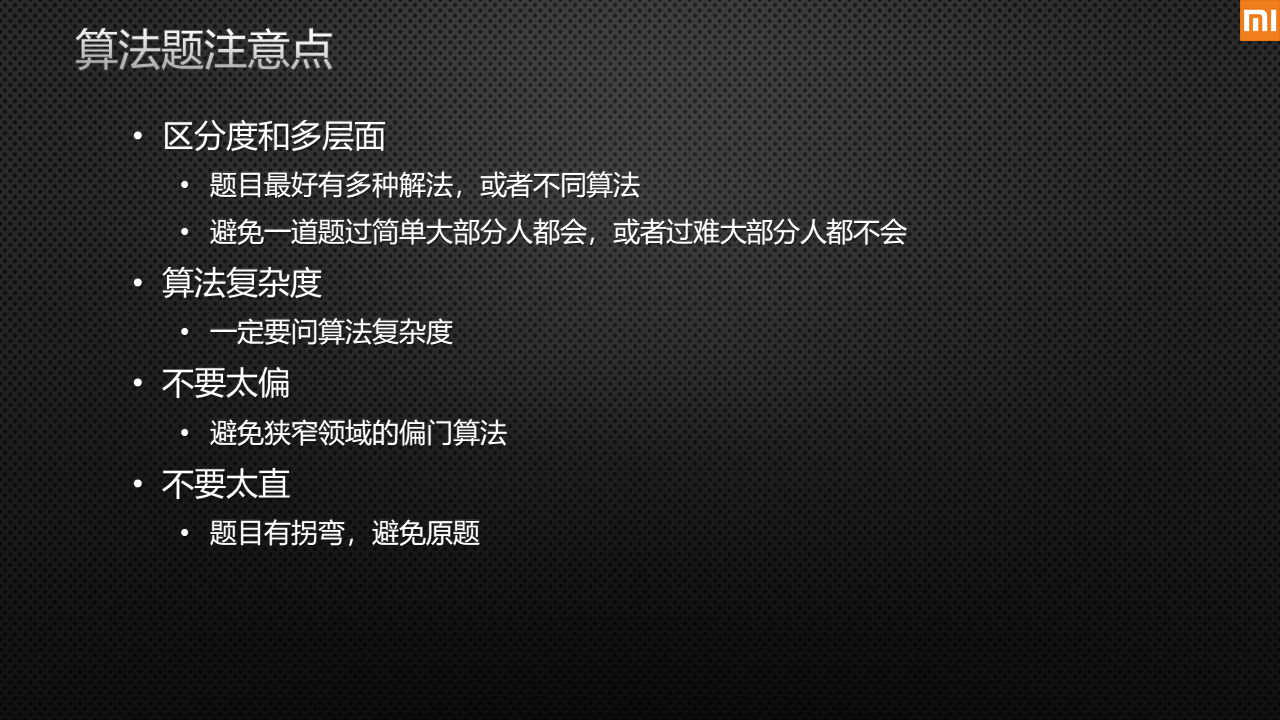 算法题注意点
mi
• 区分度和多层面
• 题目最好有多种解法，或者不同算法
• 避免一道题过简单大部分人都会，或者过难大部分人都不会
• 算法复杂度
• 一定要问算法复杂度
• 不要太偏
• 避免狭窄领域的偏门算法
• 不要太直
• 题目有拐弯，避免原题